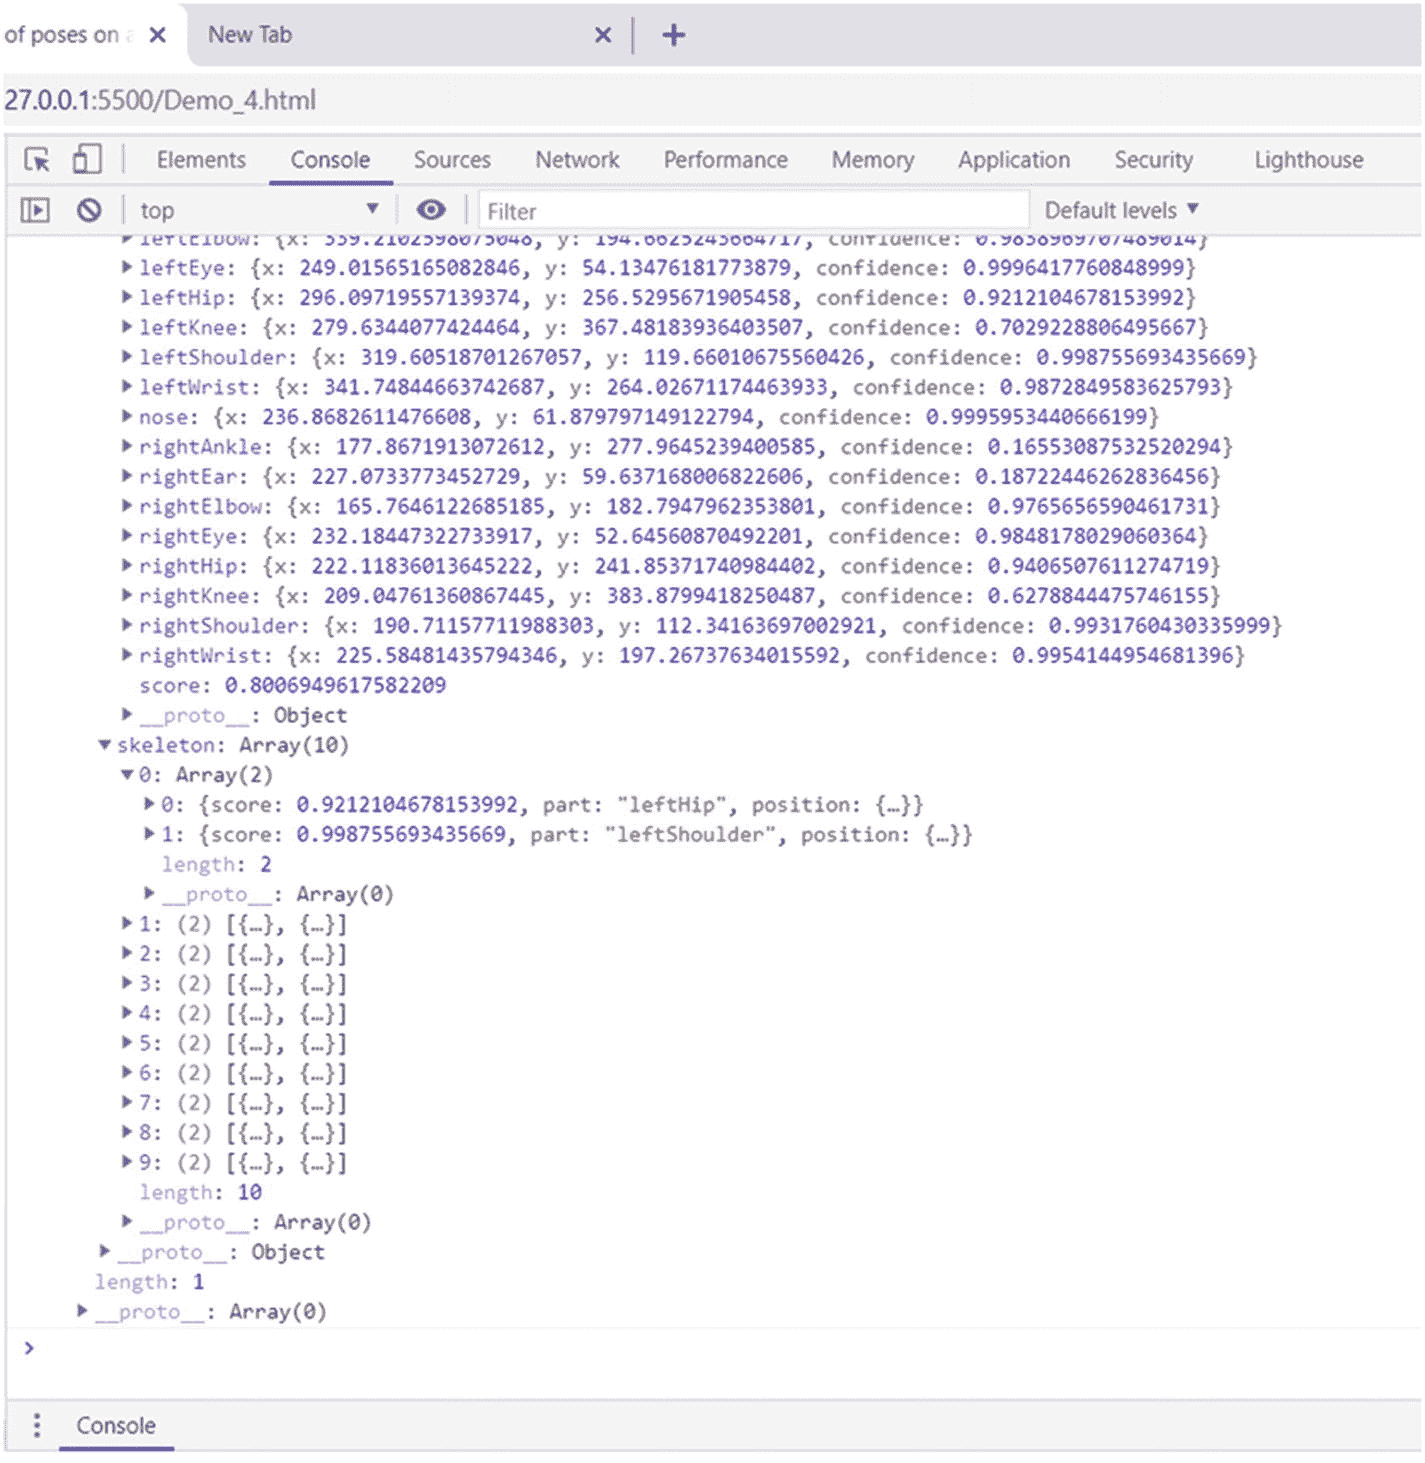 of poses on a × New Tab × +
27.0.0.1:5500/Demo_4.html
Elements Console Sources Network Performance Memory Application Security Lighthouse
top Filter Default levels
leftElbow: {x: 339.2102598075048, y: 194.6625243664717, confidence: 0.9838969707489014}
leftEye: {x: 249.01565165082846, y: 54.13476181773879, confidence: 0.9996417760848999}
leftHip: {x: 296.09719557139374, y: 256.5295671905458, confidence: 0.9212104678153992}
leftKnee: {x: 279.6344077424464, y: 367.48183936403507, confidence: 0.7029228806495667}
leftShoulder: {x: 319.60518701267057, y: 119.66010675560426, confidence: 0.998755693435669}
leftWrist: {x: 341.74844663742687, y: 264.02671174463933, confidence: 0.9872849583625793}
nose: {x: 236.8682611476608, y: 61.879797149122794, confidence: 0.9995953440666199}
rightAnkle: {x: 177.8671913072612, y: 277.9645239400585, confidence: 0.16553087532520294}
rightEar: {x: 227.0733773452729, y: 59.637168006822606, confidence: 0.18722446262836456}
rightElbow: {x: 165.7646122685185, y: 182.7947962353801, confidence: 0.9765656590461731}
rightEye: {x: 232.18447322733917, y: 52.64560870492201, confidence: 0.9848178029060364}
rightHip: {x: 222.11836013645222, y: 241.85371740984402, confidence: 0.9406507611274719}
rightKnee: {x: 209.04761360867445, y: 383.8799418250487, confidence: 0.6278844475746155}
rightShoulder: {x: 190.71157711988303, y: 112.34163697002921, confidence: 0.9931760430335999}
rightWrist: {x: 225.58481435794346, y: 197.26737634015592, confidence: 0.9954144954681396}
score: 0.8006949617582209
__proto__: Object
skeleton: Array(10)
0: Array(2)
0: {score: 0.9212104678153992, part: "leftHip", position: {…}}
1: {score: 0.998755693435669, part: "leftShoulder", position: {…}}
length: 2
__proto__: Array(0)
1: (2) [{…}, {…}]
2: (2) [{…}, {…}]
3: (2) [{…}, {…}]
4: (2) [{…}, {…}]
5: (2) [{…}, {…}]
6: (2) [{…}, {…}]
7: (2) [{…}, {…}]
8: (2) [{…}, {…}]
9: (2) [{…}, {…}]
length: 10
__proto__: Array(0)
__proto__: Object
length: 1
__proto__: Array(0)
>
Console